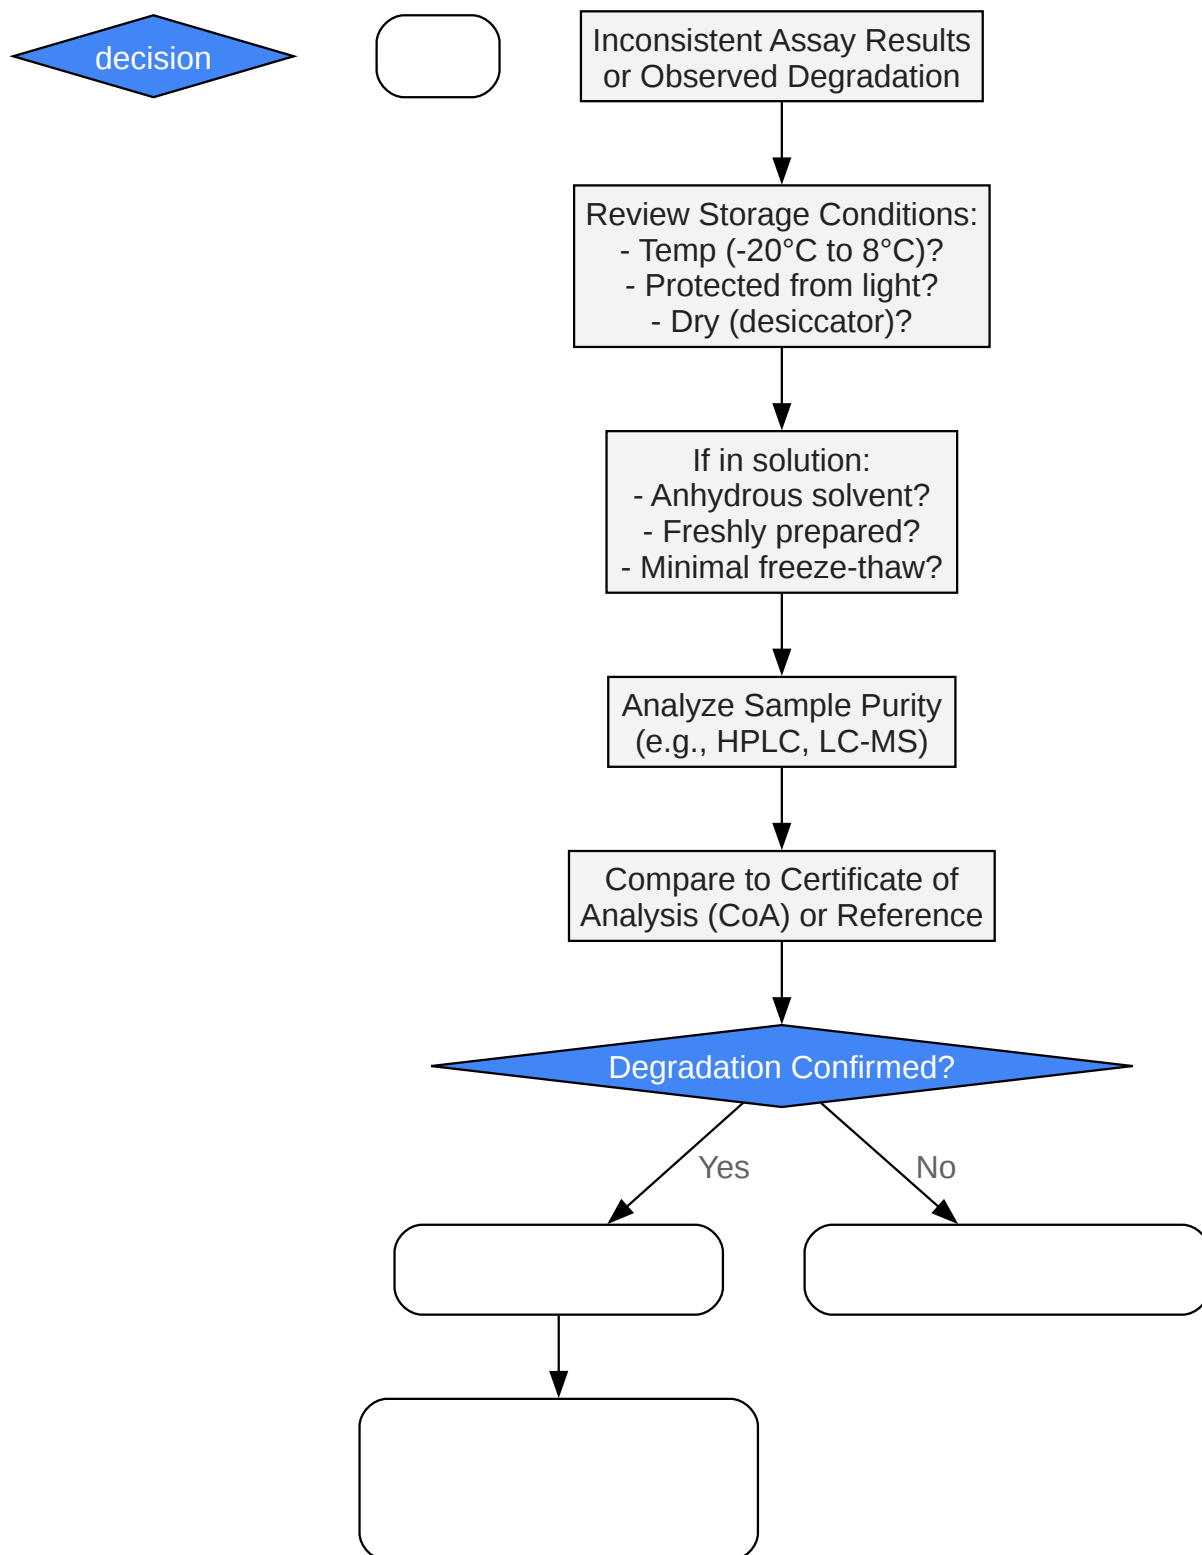 decision
Inconsistent Assay Results
or Observed Degradation
Review Storage Conditions:
- Temp (-20°C to 8°C)?
- Protected from light?
- Dry (desiccator)?
If in solution:
- Anhydrous solvent?
- Freshly prepared?
- Minimal freeze-thaw?
Analyze Sample Purity
(e.g., HPLC, LC-MS)
Compare to Certificate of
Analysis (CoA) or Reference
Degradation Confirmed?
Yes
No